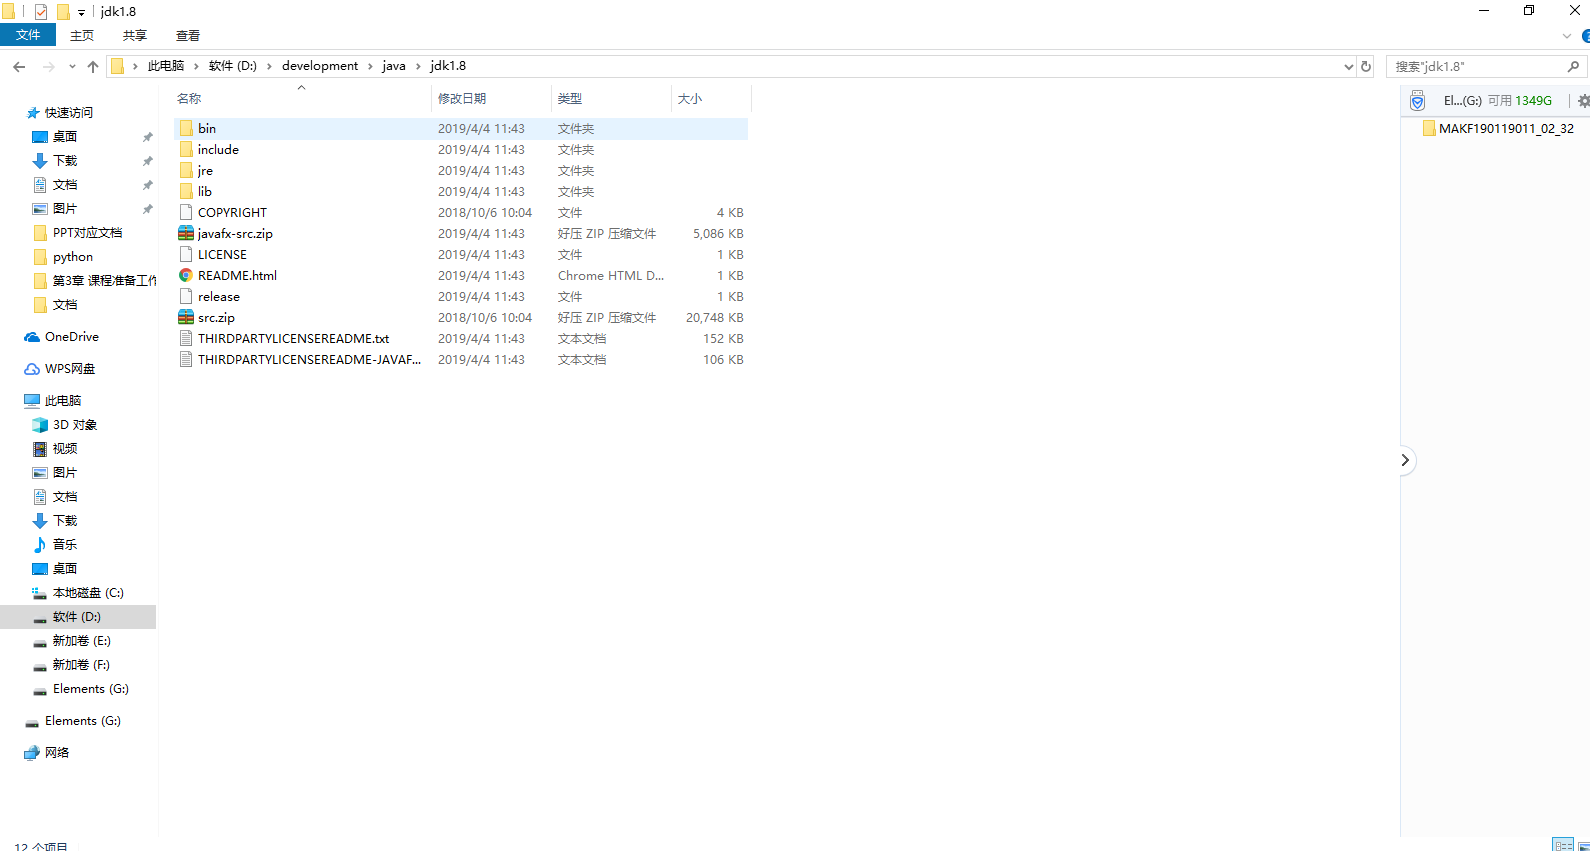 jdk1.8
文件 主页 共享 查看
此电脑 › 软件 (D:) › development › java › jdk1.8
搜索"jdk1.8"
名称 修改日期 类型 大小
bin 2019/4/4 11:43 文件夹
include 2019/4/4 11:43 文件夹
jre 2019/4/4 11:43 文件夹
lib 2019/4/4 11:43 文件夹
COPYRIGHT 2018/10/6 10:04 文件 4 KB
javafx-src.zip 2019/4/4 11:43 好压 ZIP 压缩文件 5,086 KB
LICENSE 2019/4/4 11:43 文件 1 KB
README.html 2019/4/4 11:43 Chrome HTML D... 1 KB
release 2019/4/4 11:43 文件 1 KB
src.zip 2018/10/6 10:04 好压 ZIP 压缩文件 20,748 KB
THIRDPARTYLICENSEREADME.txt 2019/4/4 11:43 文本文档 152 KB
THIRDPARTYLICENSEREADME-JAVAF... 2019/4/4 11:43 文本文档 106 KB
快速访问
桌面
下载
文档
图片
PPT对应文档
python
第3章 课程准备工作
文档
OneDrive
WPS网盘
此电脑
3D 对象
视频
图片
文档
下载
音乐
桌面
本地磁盘 (C:)
软件 (D:)
新加卷 (E:)
新加卷 (F:)
Elements (G:)
Elements (G:)
网络
El...(G:) 可用 1349G
MAKF190119011_02_32
12 个项目